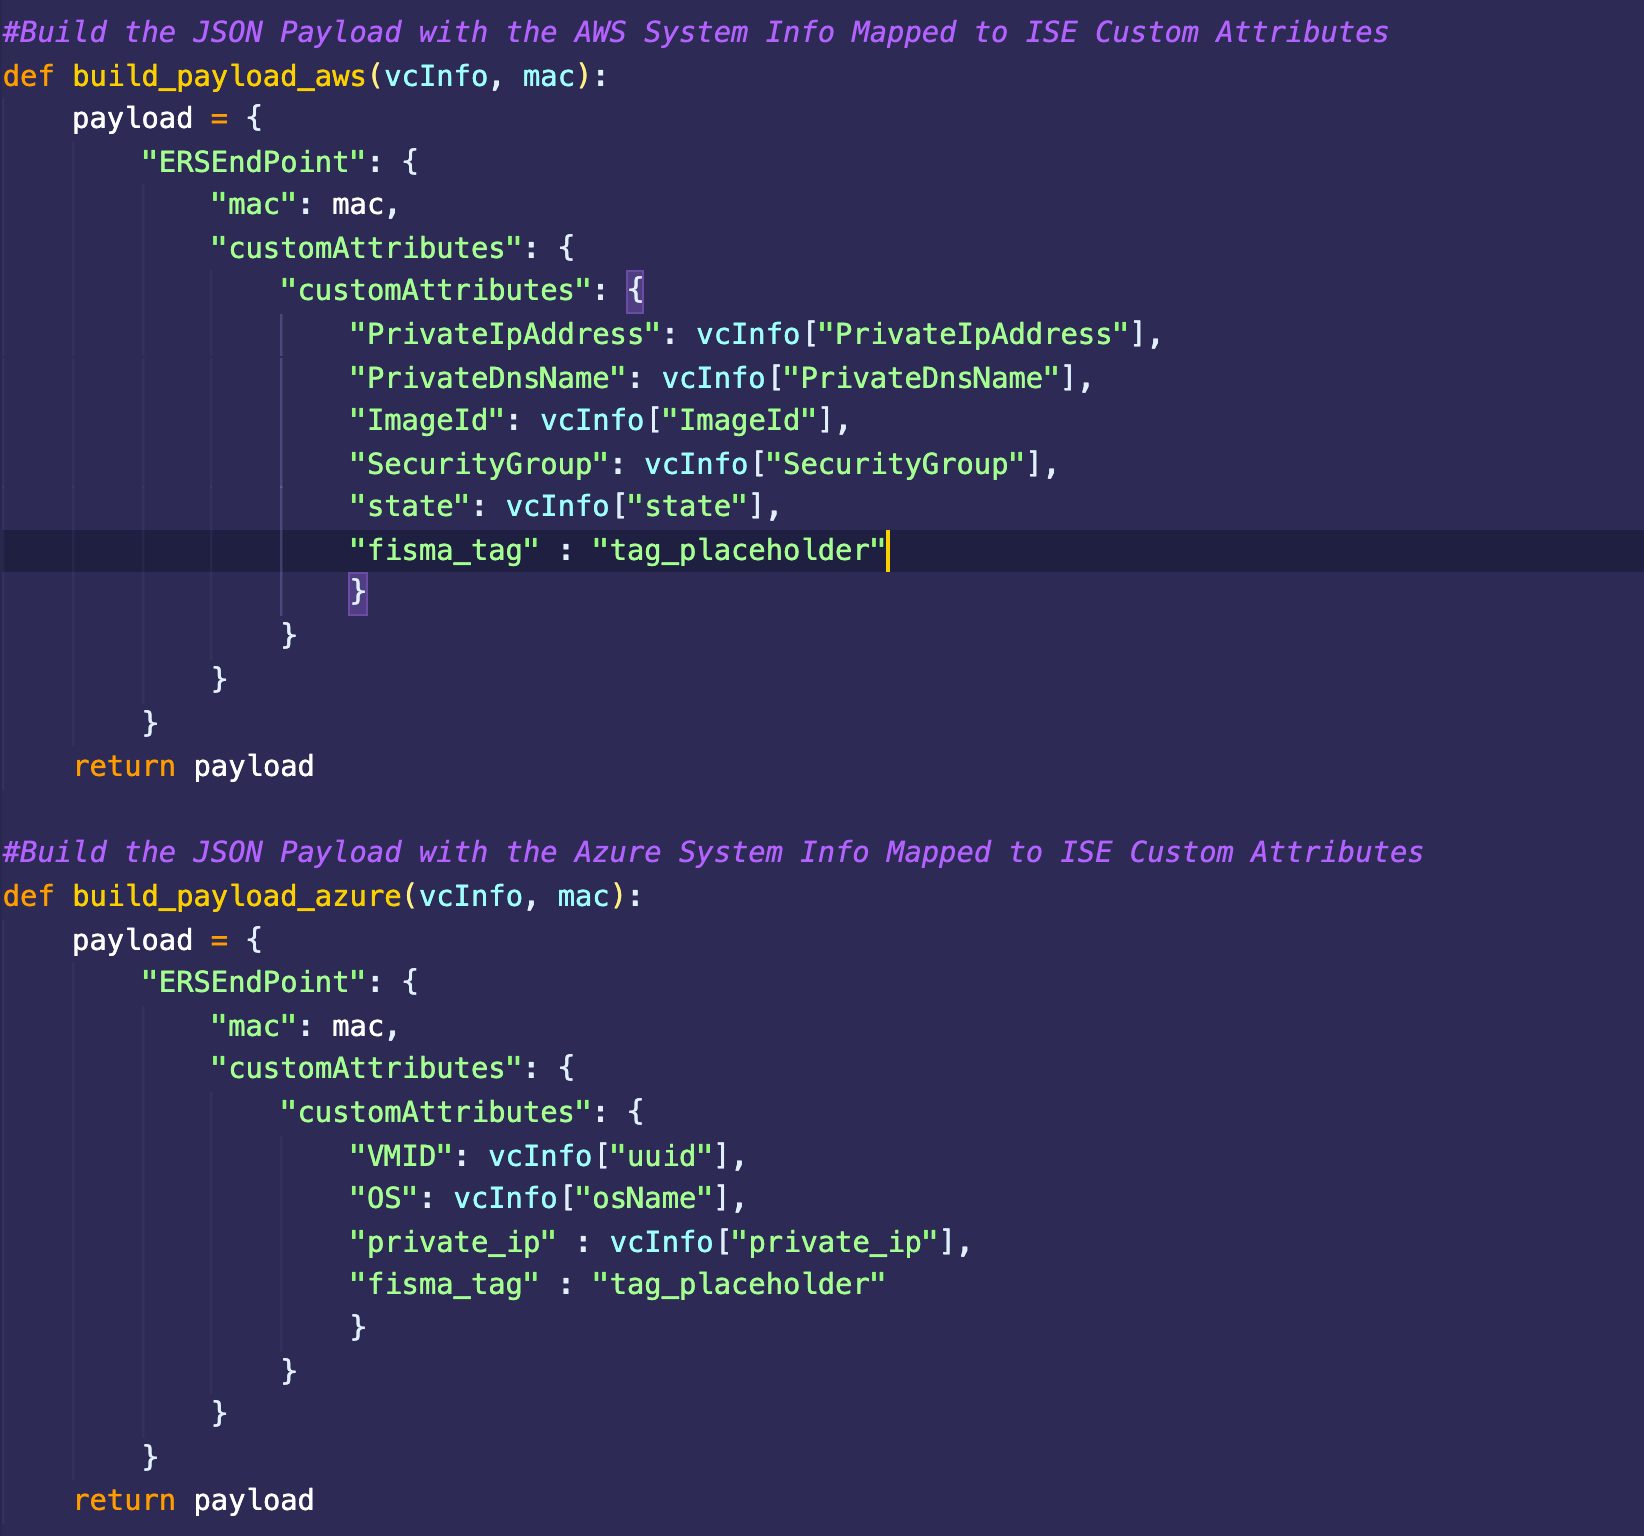 #Build the JSON Payload with the AWS System Info Mapped to ISE Custom Attributes
def build_payload_aws(vcInfo, mac):
    payload = {
        "ERSEndPoint": {
            "mac": mac,
            "customAttributes": {
                "customAttributes": {
                    "PrivateIpAddress": vcInfo["PrivateIpAddress"],
                    "PrivateDnsName": vcInfo["PrivateDnsName"],
                    "ImageId": vcInfo["ImageId"],
                    "SecurityGroup": vcInfo["SecurityGroup"],
                    "state": vcInfo["state"],
                    "fisma_tag" : "tag_placeholder"
                    }
                }
            }
        }
    return payload

#Build the JSON Payload with the Azure System Info Mapped to ISE Custom Attributes
def build_payload_azure(vcInfo, mac):
    payload = {
        "ERSEndPoint": {
            "mac": mac,
            "customAttributes": {
                "customAttributes": {
                    "VMID": vcInfo["uuid"],
                    "OS": vcInfo["osName"],
                    "private_ip" : vcInfo["private_ip"],
                    "fisma_tag" : "tag_placeholder"
                    }
                }
            }
        }
    return payload